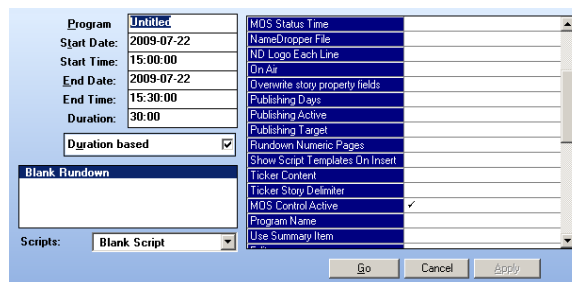 Program Untitled
Start Date: 2009-07-22
Start Time: 15:00:00
End Date: 2009-07-22
End Time: 15:30:00
Duration: 30:00
Duration based
Blank Rundown
Scripts: Blank Script
MOS Status Time
NameDropper File
ND Logo Each Line
On Air
Overwrite story property fields
Publishing Days
Publishing Active
Publishing Target
Rundown Numeric Pages
Show Script Templates On Insert
Ticker Content
Ticker Story Delimiter
MOS Control Active ✓
Program Name
Use Summary Item
Go Cancel Apply